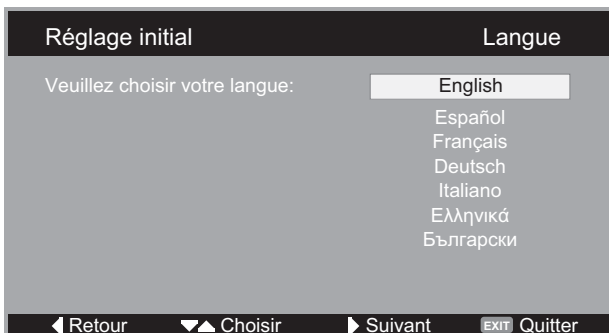 Réglage initial Langue
Veuillez choisir votre langue: English
Español
Français
Deutsch
Italiano
Ελληνικά
Български
Retour Choisir Suivant EXIT Quitter